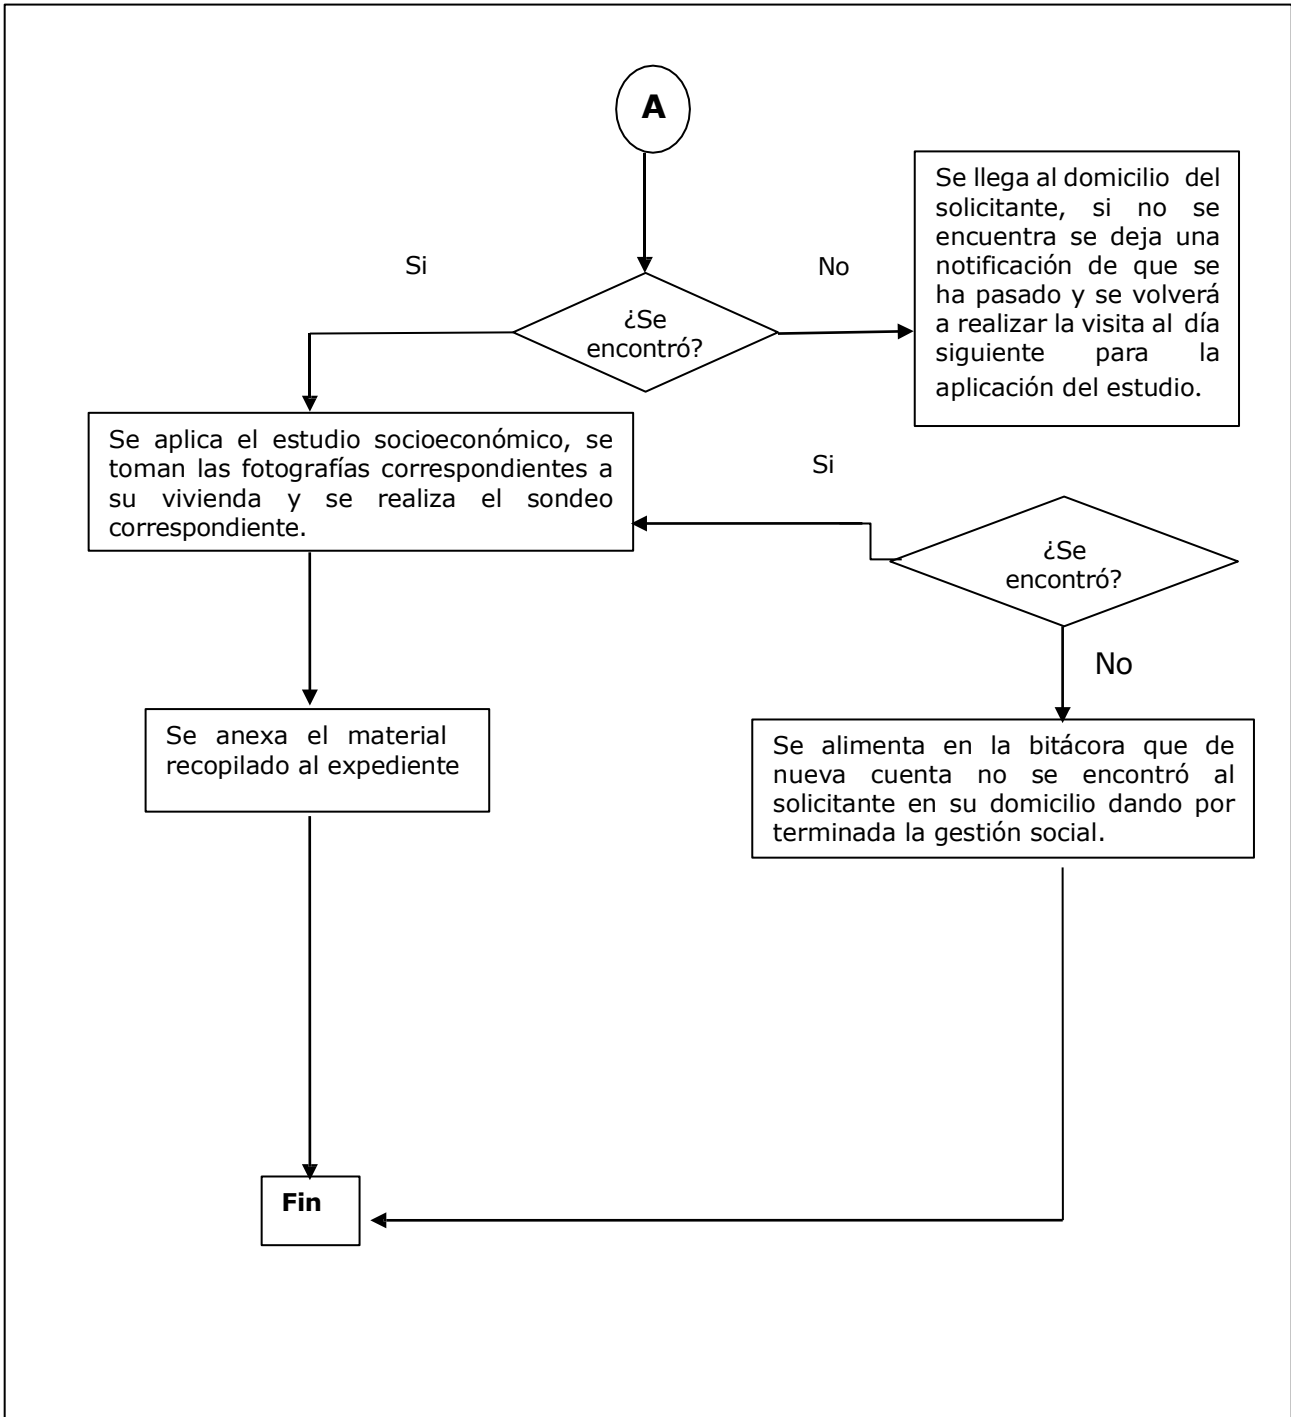 A
Se llega al domicilio del
solicitante, si no se
encuentra se deja una
notificación de que se
ha pasado y se volverá
a realizar la visita al día
siguiente para la
aplicación del estudio.
Si
No
¿Se
encontró?
Se aplica el estudio socioeconómico, se
toman las fotografías correspondientes a
su vivienda y se realiza el sondeo
correspondiente.
Si
¿Se
encontró?
No
Se anexa el material
recopilado al expediente
Se alimenta en la bitácora que de
nueva cuenta no se encontró al
solicitante en su domicilio dando por
terminada la gestión social.
Fin